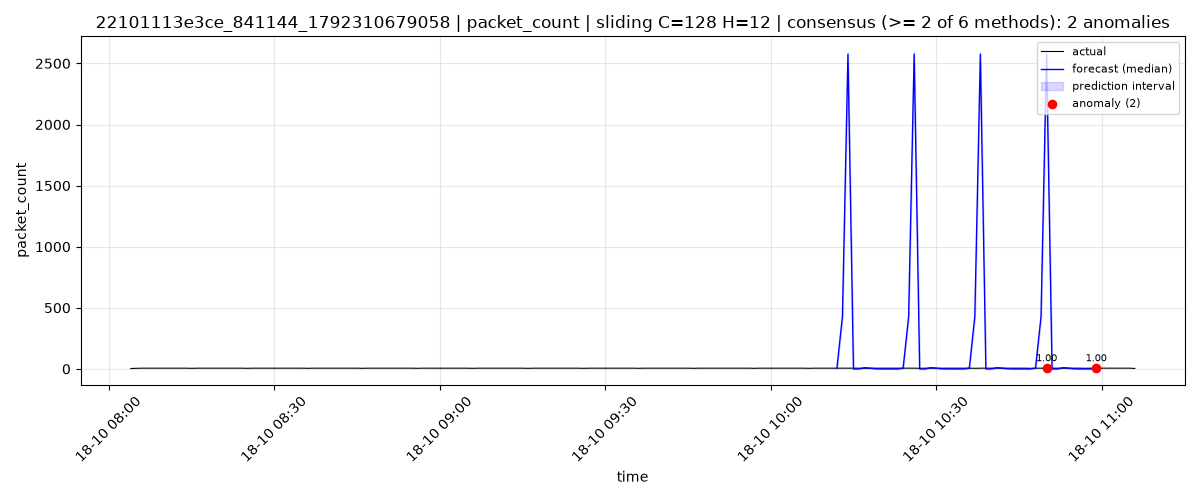 22101113e3ce_841144_1792310679058 | packet_count | sliding C=128 H=12 | consensus (>= 2 of 6 methods): 2 anomalies
actual
forecast (median)
prediction interval
anomaly (2)
packet_count
2500
2000
1500
1000
500
0
1.00
1.00
18-10 08:00
18-10 08:30
18-10 09:00
18-10 09:30
18-10 10:00
18-10 10:30
18-10 11:00
time